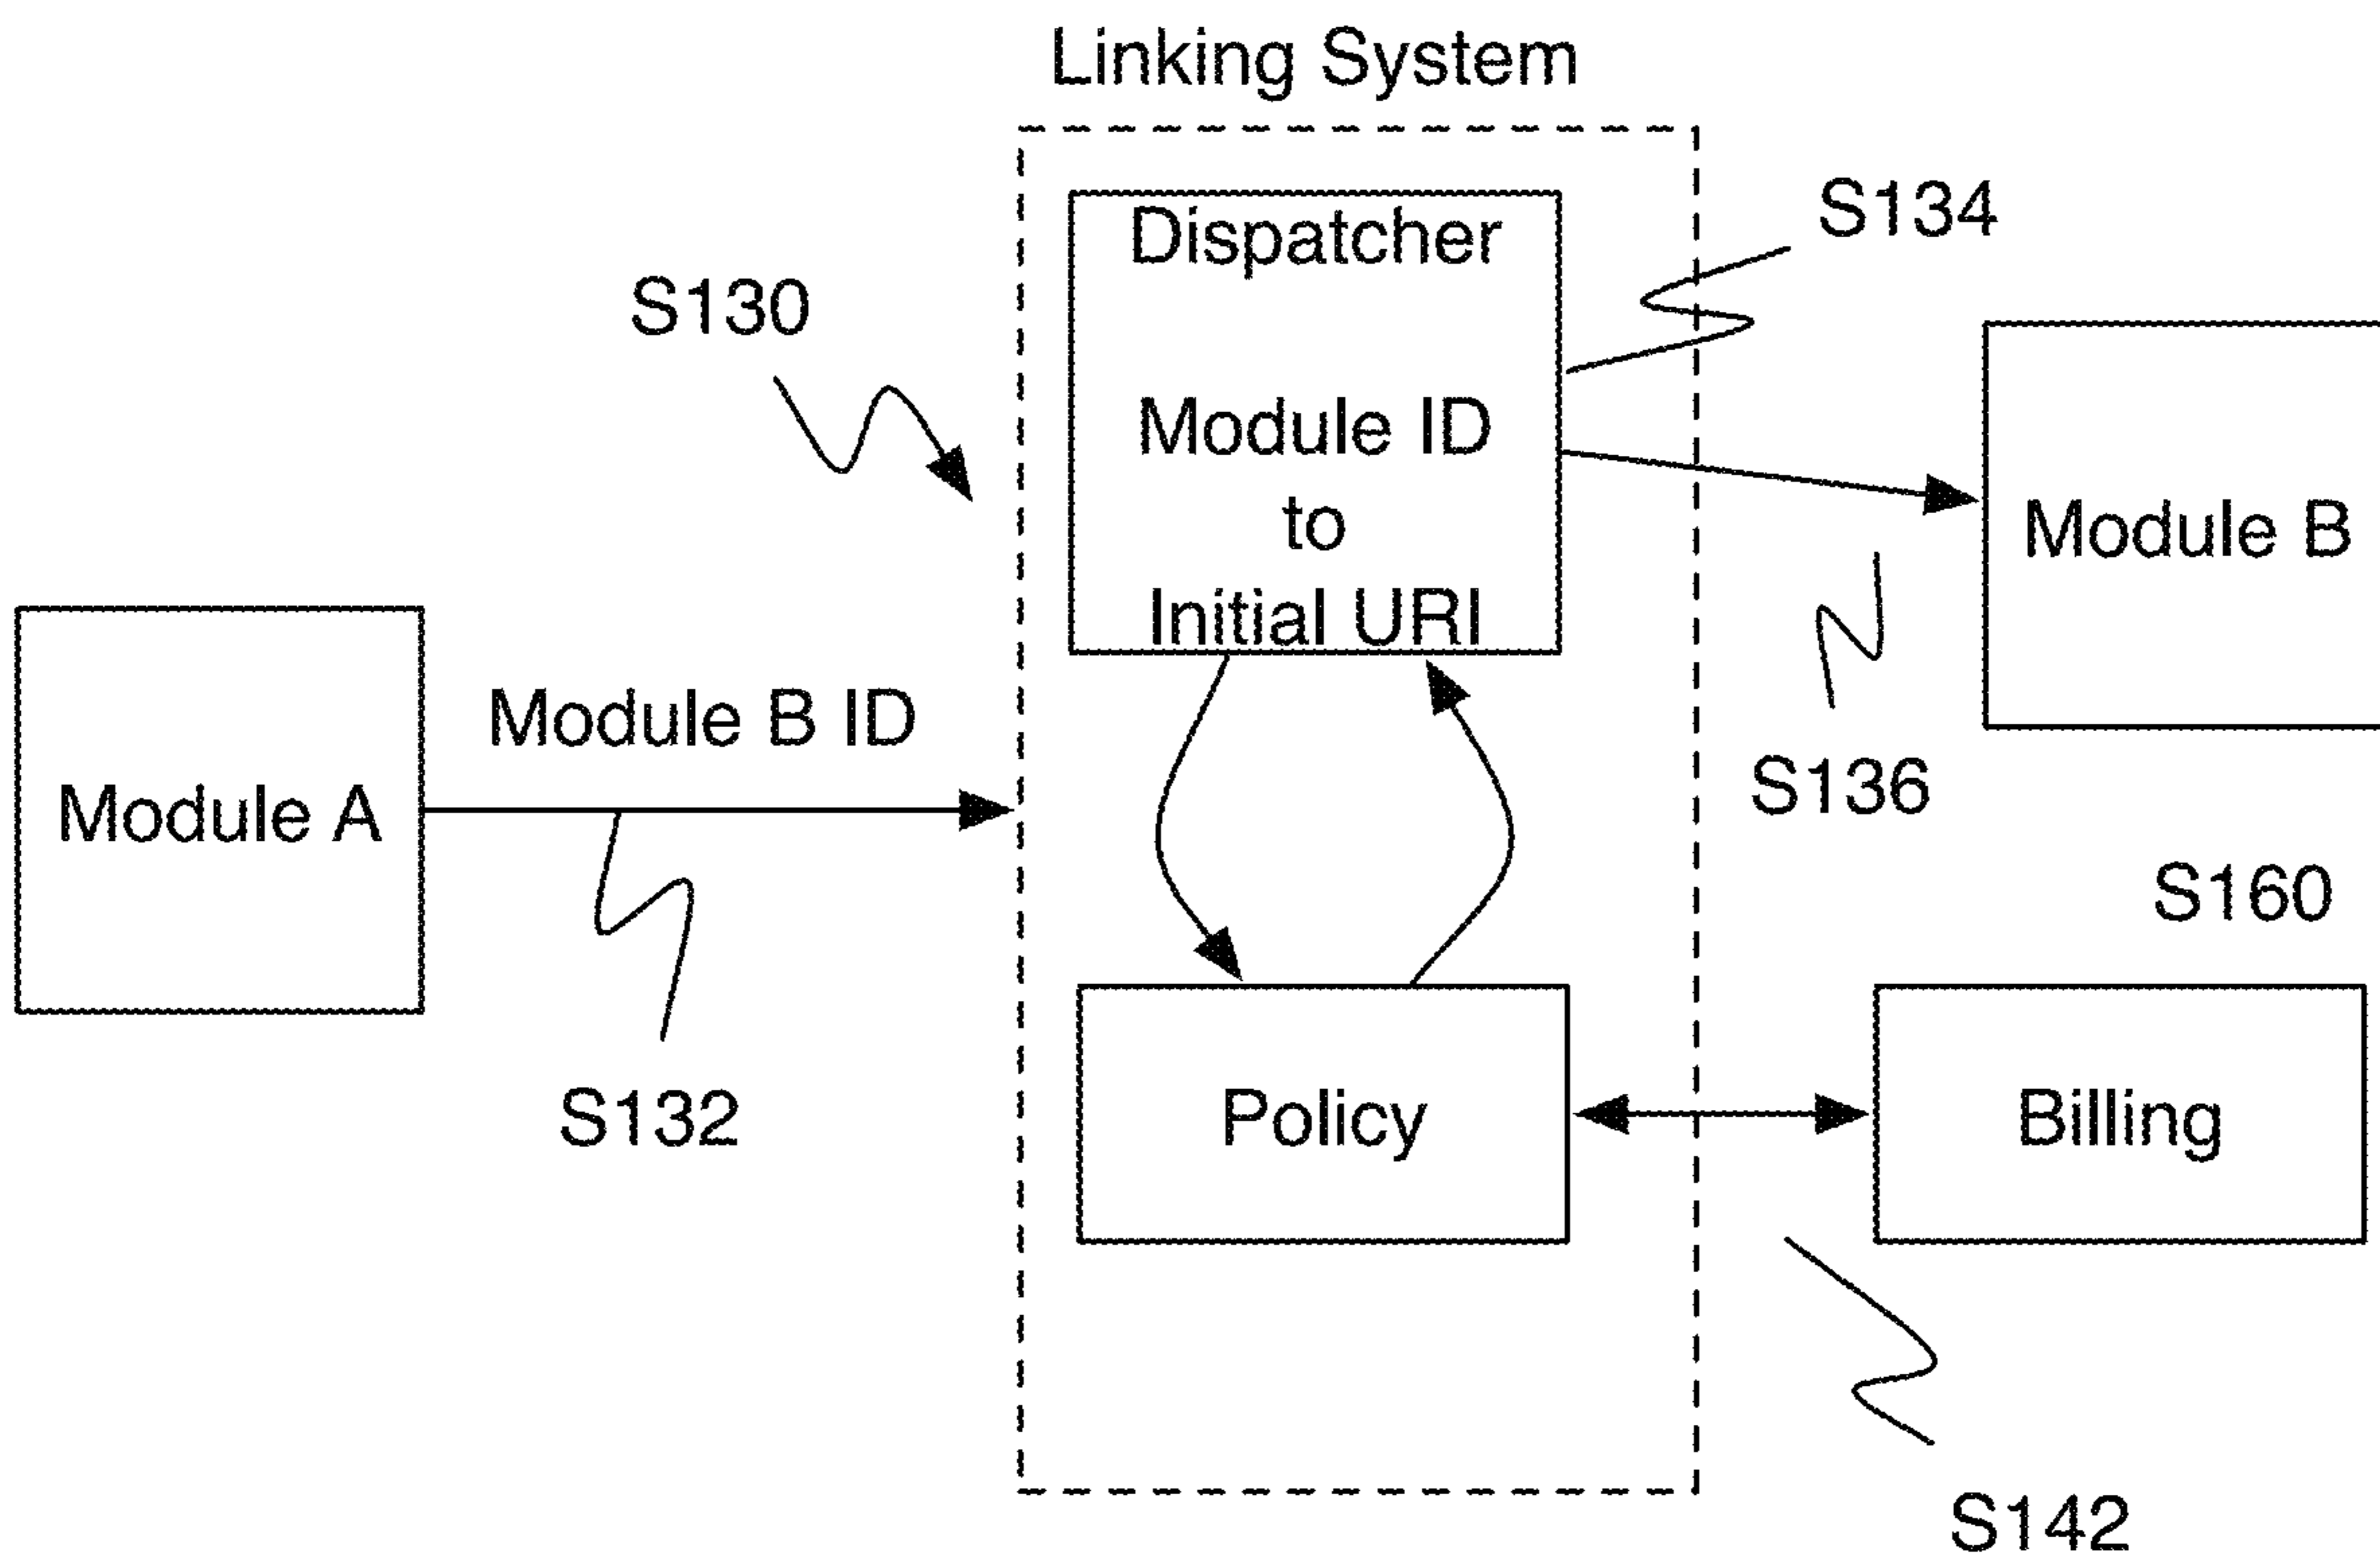 Linking System
S130
Dispatcher
Module ID
to
Initial URI
S134
Module B
S136
Module A
Module B ID
S132
Policy
S160
Billing
S142